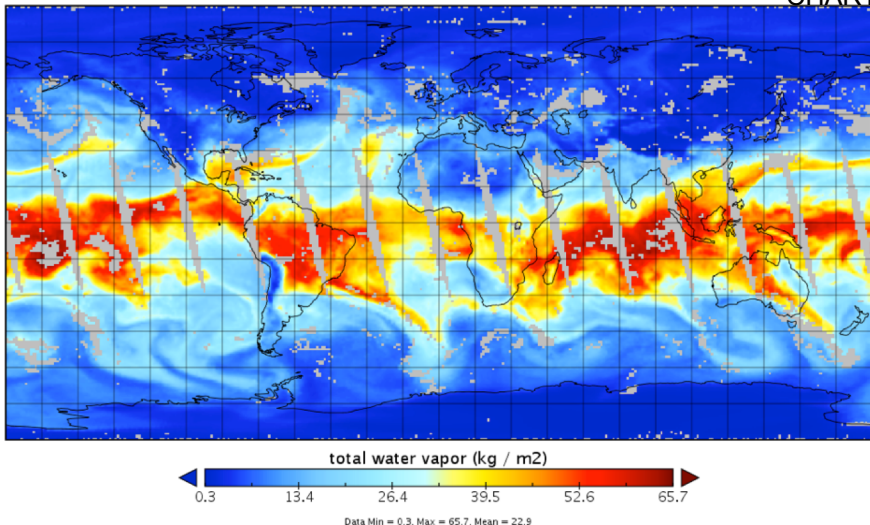 total water vapor (kg / m2)
0.3 13.4 26.4 39.5 52.6 65.7
Data Min = 0.3, Max = 65.7, Mean = 22.9